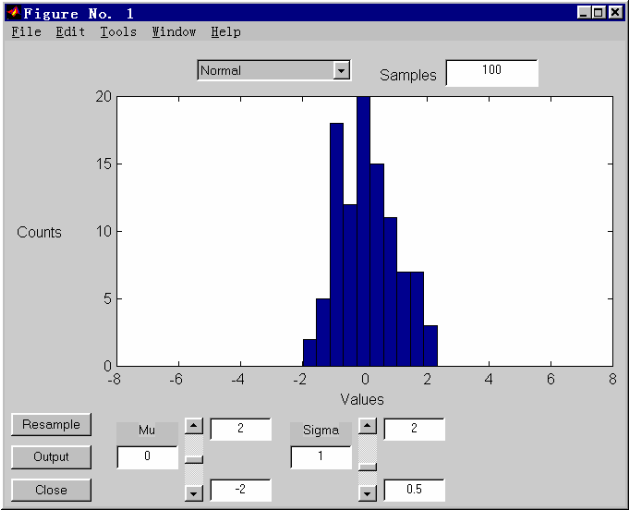 Figure No. 1
File Edit Tools Window Help
Normal Samples 100
20
15
Counts 10
5
0
-8 -6 -4 -2 0 2 4 6 8
Values
Resample Mu 2 Sigma 2
Output 0 1
Close -2 0.5